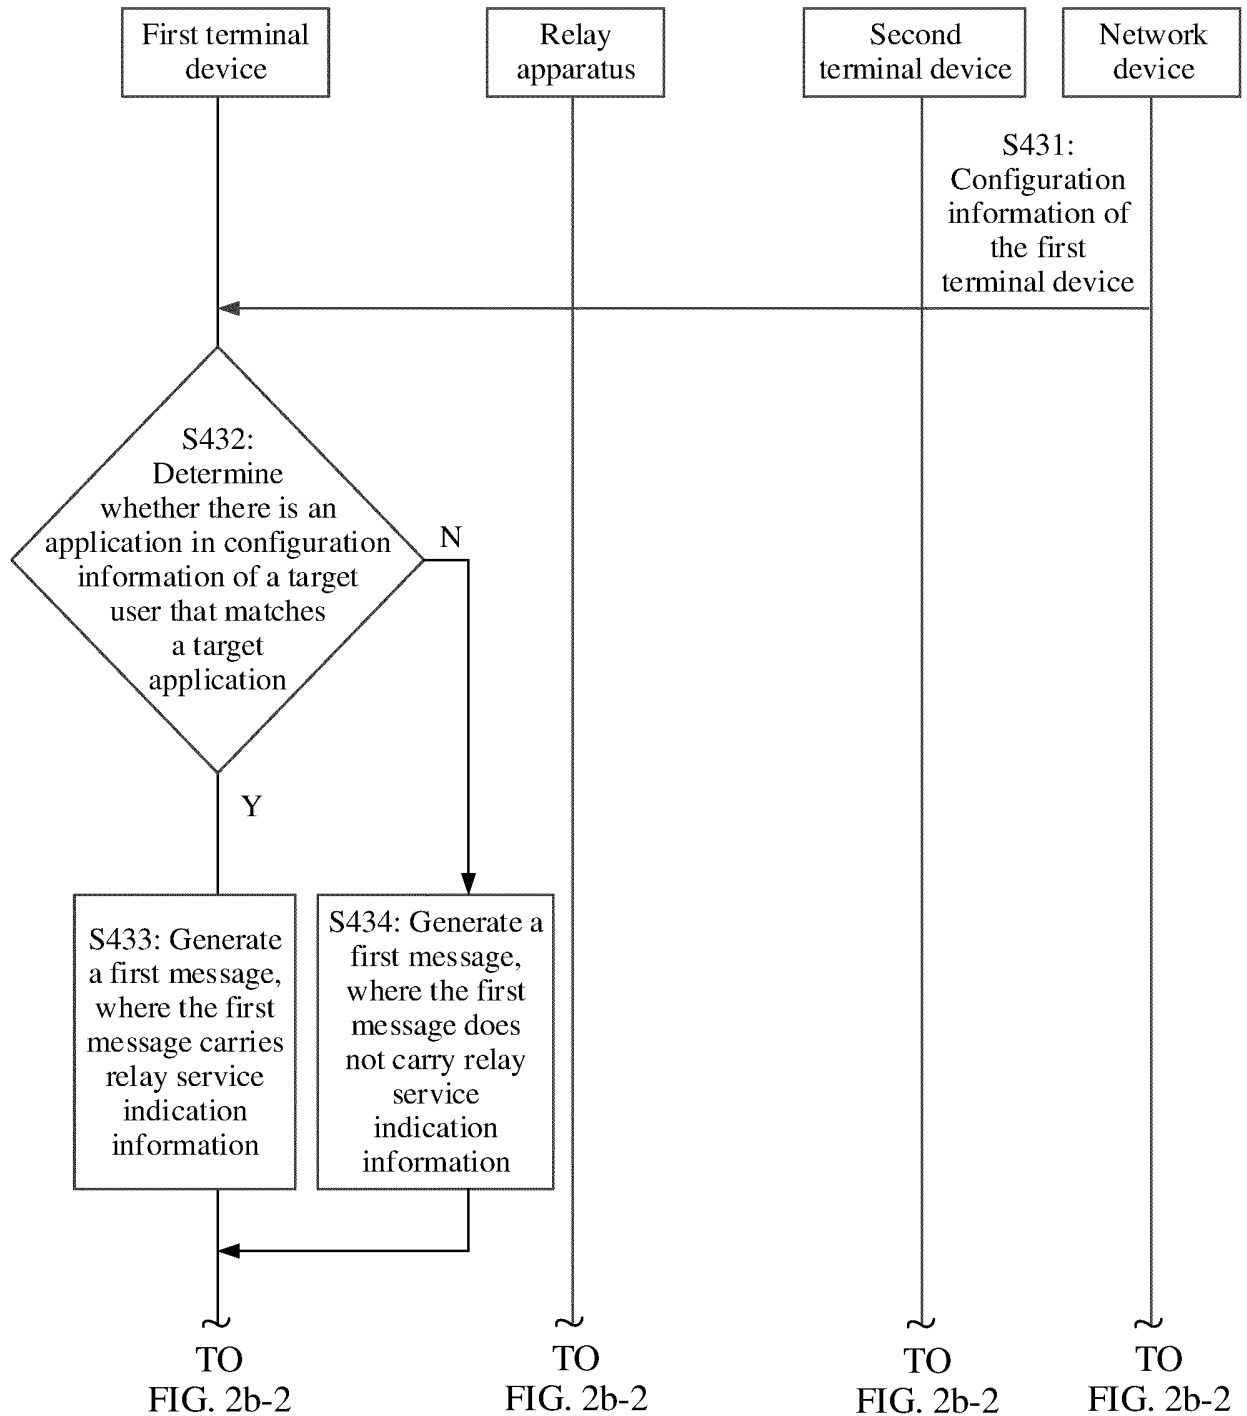 First terminal
device
Relay
apparatus
Second
terminal device
Network
device
S431:
Configuration
information of
the first
terminal device
S432:
Determine
whether there is an
application in configuration
information of a target
user that matches
a target
application
N
Y
S433: Generate
a first message,
where the first
message carries
relay service
indication
information
S434: Generate a
first message,
where the first
message does
not carry relay
service
indication
information
TO
FIG. 2b-2
TO
FIG. 2b-2
TO
FIG. 2b-2
TO
FIG. 2b-2